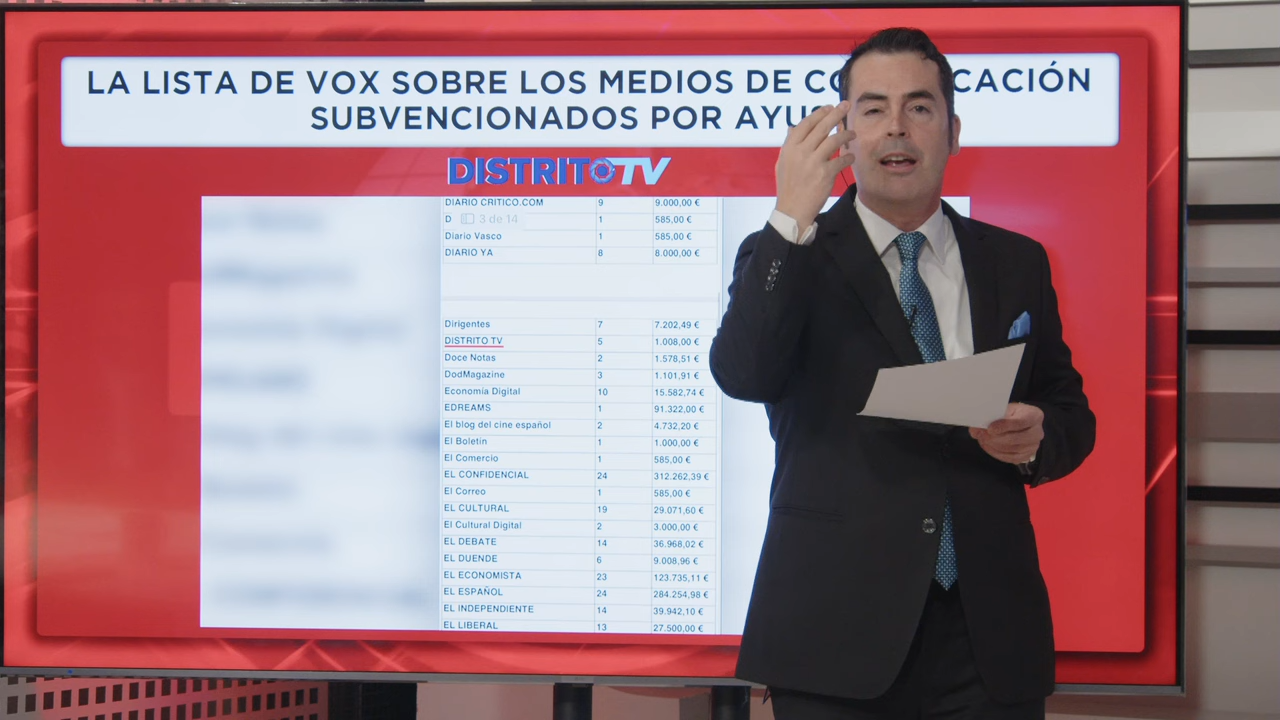 LA LISTA DE VOX SOBRE LOS MEDIOS DE CO CACIÓN
SUBVENCIONADOS POR AYUS
DISTRITO TV
DIARIO CRITICO.COM 9 9.000,00 €
D 3 de 14 1 585,00 €
Diario Vasco 1 585,00 €
DIARIO YA 8 8.000,00 €
Dirigentes 7 7.202,49 €
DISTRITO TV 5 1.008,00 €
Doce Notas 2 1.578,51 €
DodMagazine 3 1.101,91 €
Economía Digital 10 15.582,74 €
EDREAMS 1 91.322,00 €
El blog del cine español 2 4.732,20 €
El Boletin 1 1.000,00 €
El Comercio 1 585,00 €
EL CONFIDENCIAL 24 312.262,39 €
El Correo 1 585,00 €
EL CULTURAL 19 29.071,60 €
El Cultural Digital 2 3.000,00 €
EL DEBATE 14 36.968,02 €
EL DUENDE 6 9.008,96 €
EL ECONOMISTA 23 123.735,11 €
EL ESPAÑOL 24 284.254,98 €
EL INDEPENDIENTE 14 39.942,10 €
EL LIBERAL 13 27.500,00 €